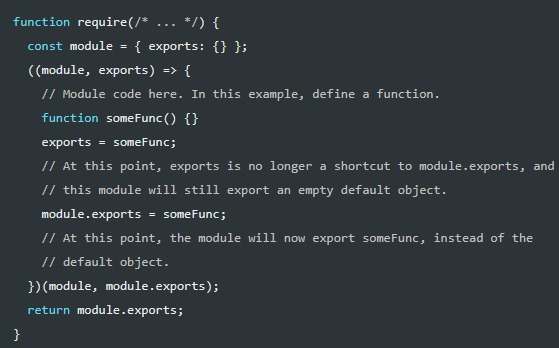 function require(/* ... */) {
  const module = { exports: {} };
  ((module, exports) => {
    // Module code here. In this example, define a function.
    function someFunc() {}
    exports = someFunc;
    // At this point, exports is no longer a shortcut to module.exports, and
    // this module will still export an empty default object.
    module.exports = someFunc;
    // At this point, the module will now export someFunc, instead of the
    // default object.
  })(module, module.exports);
  return module.exports;
}